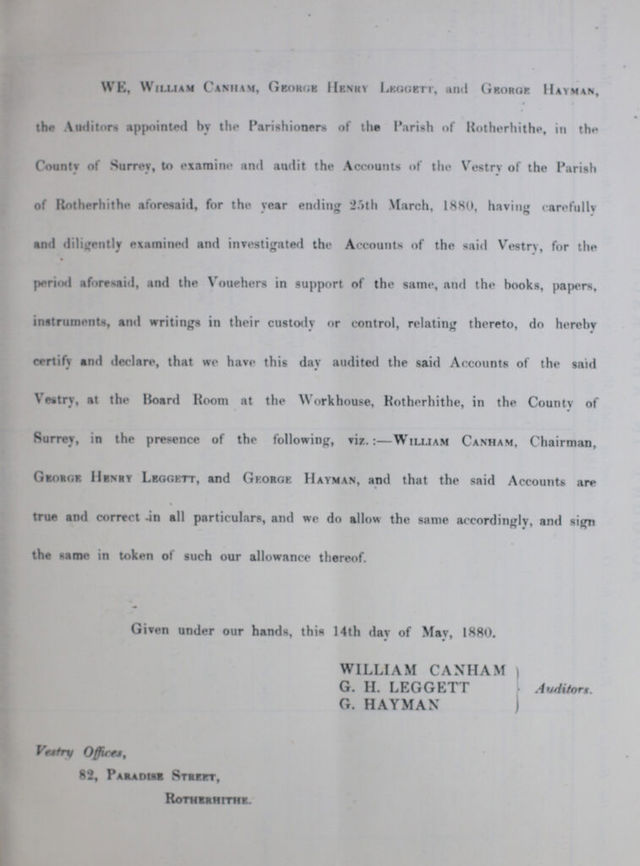 WE, WILLIAM CANHAM, GEORGE HENRY LEGGETT, and GEORGE HAYMAN,
the Auditors appointed by the Parishioners of the Parish of Rotherhithe, in the
County of Surrey, to examine and audit the Accounts of the Vestry of the Parish
of Rotherhithe aforesaid, for the year ending 25th March, 1880, having carefully
and diligently examined and investigated the Accounts of the said Vestry, for the
period aforesaid, and the Vouchers in support of the same, and the books, papers,
instruments, and writings in their custody or control, relating thereto, do hereby
certify and declare, that we have this day audited the said Accounts of the said
Vestry, at the Board Room at the Workhouse, Rotherhithe, in the County of
Surrey, in the presence of the following, viz.:—WILLIAM CANHAM, Chairman,
GEORGE HENRY LEGGETT, and GEORGE HAYMAN, and that the said Accounts are
true and correct in all particulars, and we do allow the same accordingly, and sign
the same in token of such our allowance thereof.
Given under our hands, this 14th day of May, 1880.
WILLIAM CANHAM
G. H. LEGGETT
G. HAYMAN
Auditors.
Vestry Offices,
82, PARADISE STREET,
ROTHERHITHE.